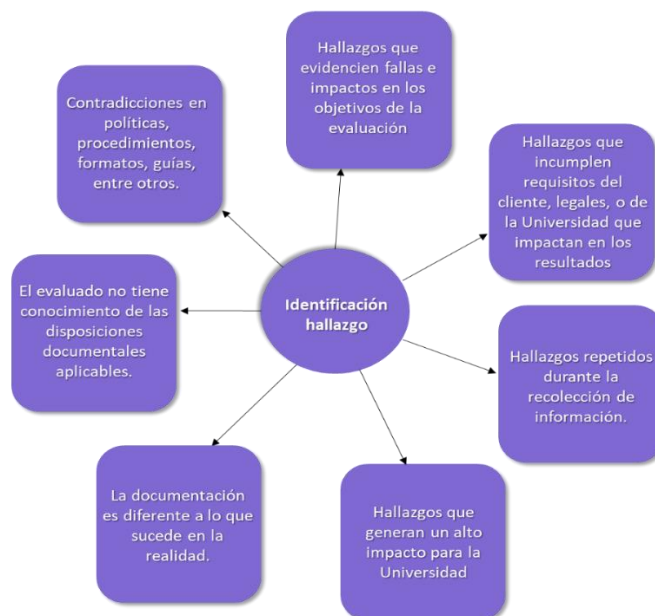 Hallazgos que
evidencien fallas e
impactos en los
objetivos de la
evaluación
Contradicciones en
políticas,
procedimientos,
formatos, guías,
entre otros.
Hallazgos que
incumplen
requisitos del
cliente, legales, o de
la Universidad que
impactan en los
resultados
El evaluado no tiene
conocimiento de las
disposiciones
documentales
aplicables.
Identificación
hallazgo
Hallazgos repetidos
durante la
recolección de
información.
La documentación
es diferente a lo que
sucede en la
realidad.
Hallazgos que
generan un alto
impacto para la
Universidad